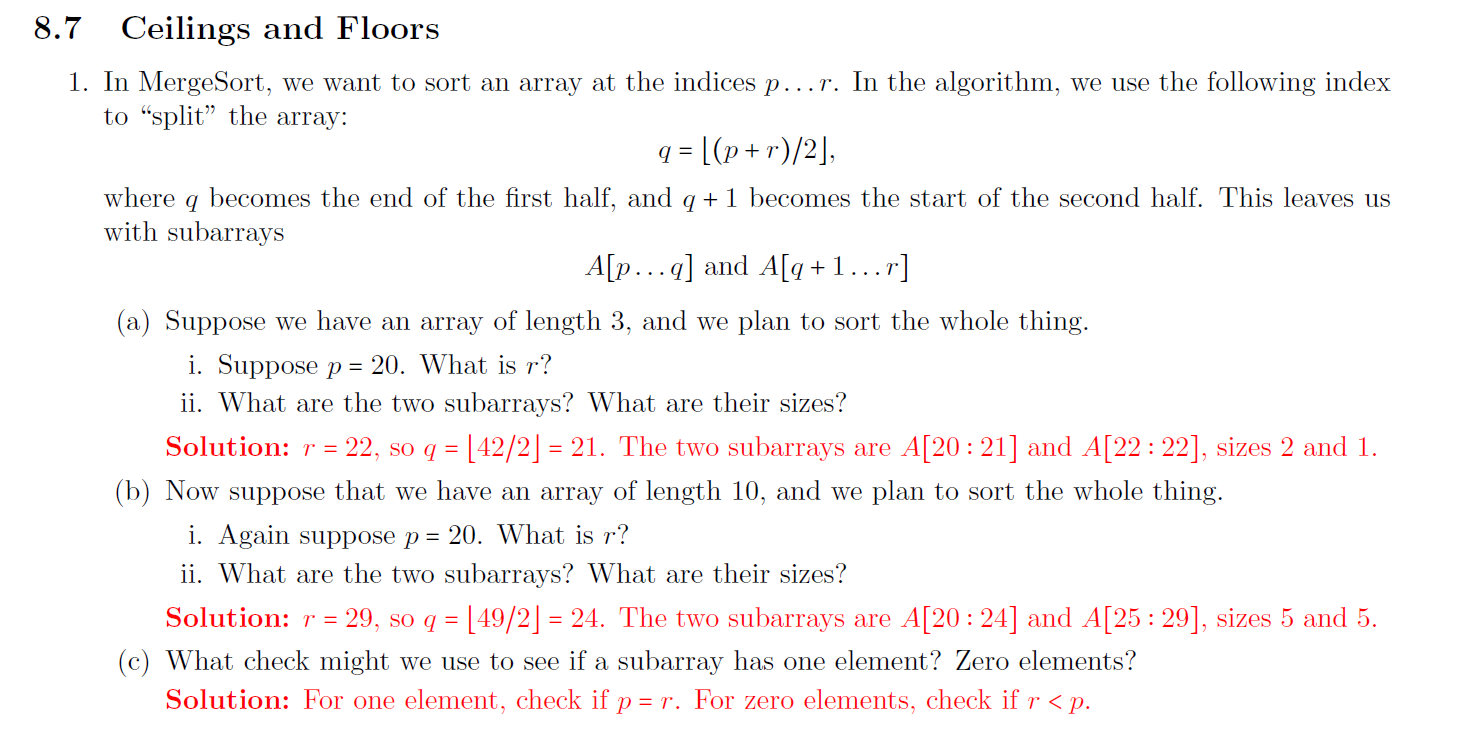 8.7 Ceilings and Floors
1. In MergeSort, we want to sort an array at the indices p...r. In the algorithm, we use the following index
to “split” the array:
q = ⌊(p + r)/2⌋,
where q becomes the end of the first half, and q + 1 becomes the start of the second half. This leaves us
with subarrays
A[p...q] and A[q + 1...r]
(a) Suppose we have an array of length 3, and we plan to sort the whole thing.
i. Suppose p = 20. What is r?
ii. What are the two subarrays? What are their sizes?
Solution: r = 22, so q = ⌊42/2⌋ = 21. The two subarrays are A[20 : 21] and A[22 : 22], sizes 2 and 1.
(b) Now suppose that we have an array of length 10, and we plan to sort the whole thing.
i. Again suppose p = 20. What is r?
ii. What are the two subarrays? What are their sizes?
Solution: r = 29, so q = ⌊49/2⌋ = 24. The two subarrays are A[20 : 24] and A[25 : 29], sizes 5 and 5.
(c) What check might we use to see if a subarray has one element? Zero elements?
Solution: For one element, check if p = r. For zero elements, check if r < p.